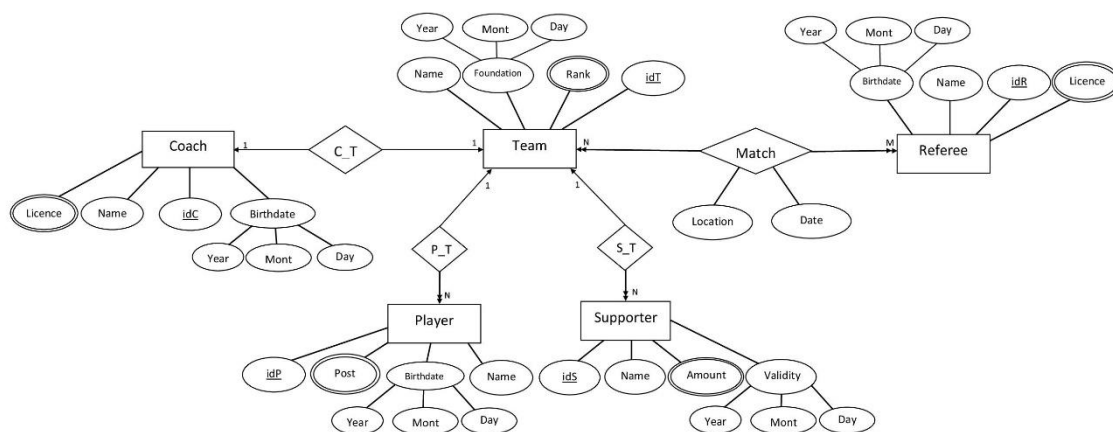 Year
Mont
Day
Name
Foundation
Rank
idT
Year
Mont
Day
Birthdate
Name
idR
Licence
Coach
1
C_T
1
Team
N
Match
M
Referee
Licence
Name
idC
Birthdate
Year
Mont
Day
1
1
Location
Date
P_T
S_T
N
N
Player
Supporter
idP
Post
Birthdate
Name
Year
Mont
Day
idS
Name
Amount
Validity
Year
Mont
Day